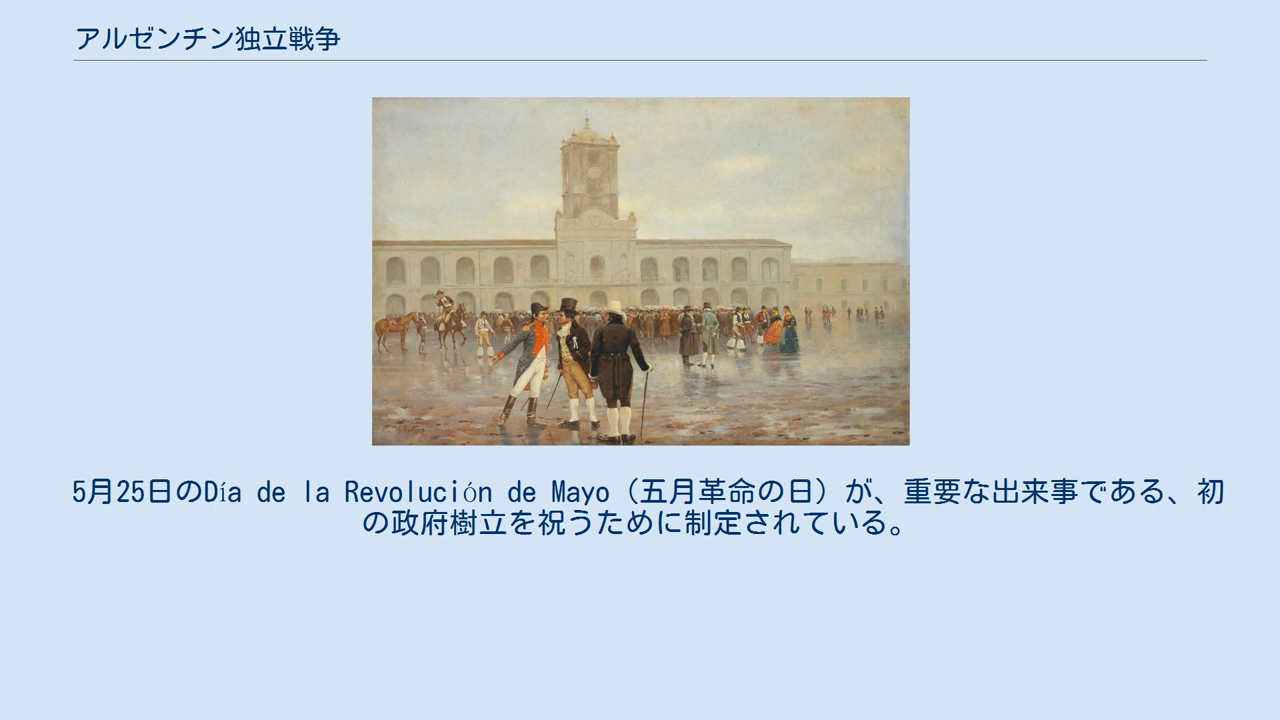 アルゼンチン独立戦争
5月25日のDía de la Revolución de Mayo（五月革命の日）が、重要な出来事である、初
の政府樹立を祝うために制定されている。